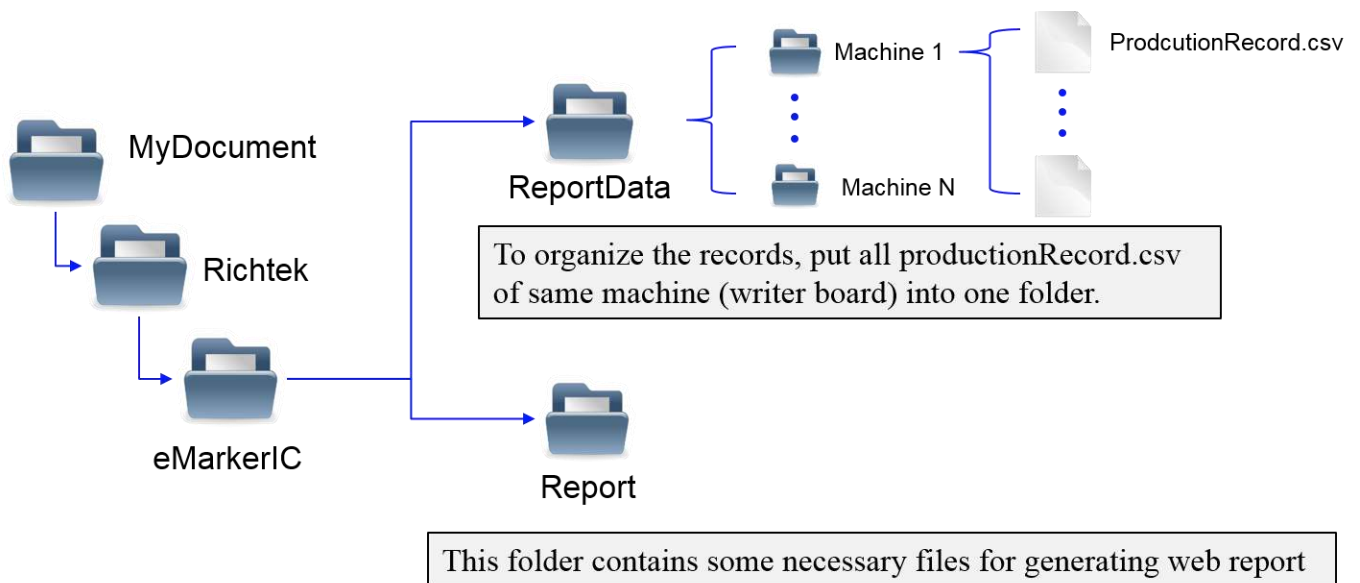 MyDocument
Richtek
eMarkerIC
ReportData
Machine 1
ProdcutionRecord.csv
Machine N
To organize the records, put all productionRecord.csv
of same machine (writer board) into one folder.
Report
This folder contains some necessary files for generating web report